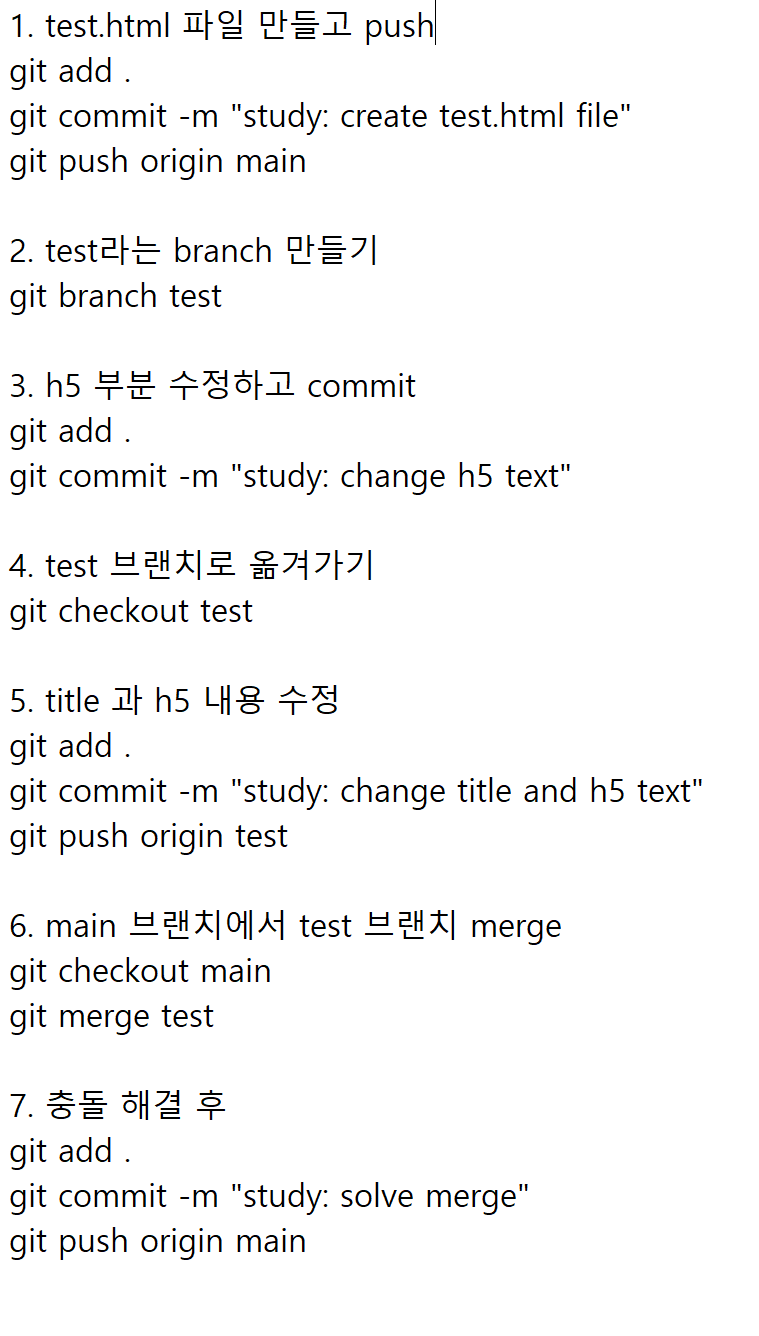 1. test.html 파일 만들고 push
git add .
git commit -m "study: create test.html file"
git push origin main
2. test라는 branch 만들기
git branch test
3. h5 부분 수정하고 commit
git add .
git commit -m "study: change h5 text"
4. test 브랜치로 옮겨가기
git checkout test
5. title 과 h5 내용 수정
git add .
git commit -m "study: change title and h5 text"
git push origin test
6. main 브랜치에서 test 브랜치 merge
git checkout main
git merge test
7. 충돌 해결 후
git add .
git commit -m "study: solve merge"
git push origin main